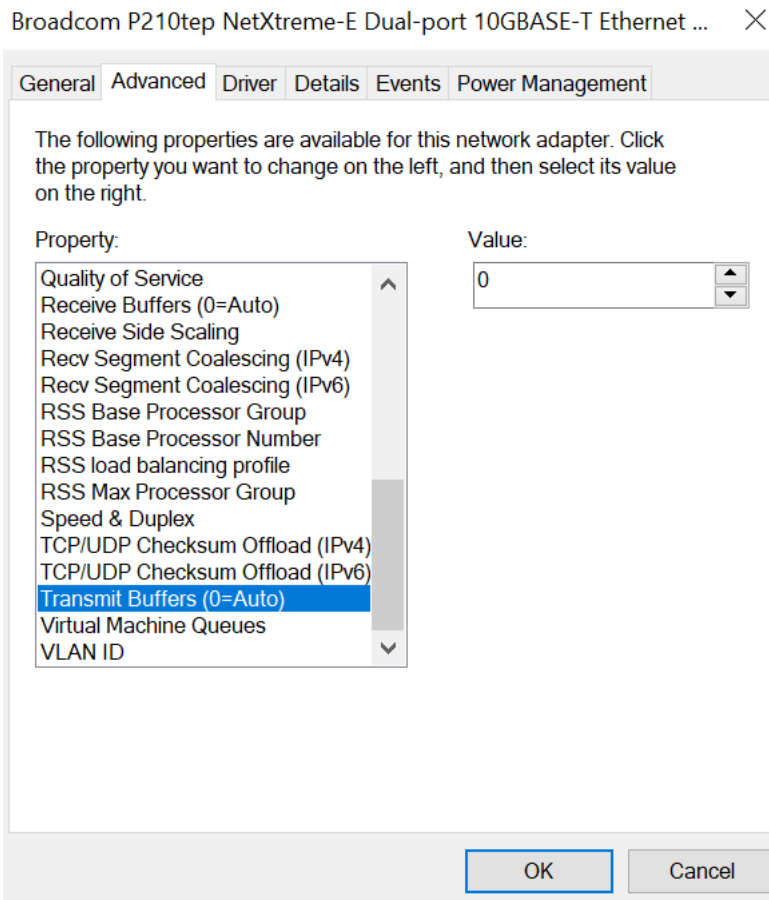 Broadcom P210tep NetXtreme-E Dual-port 10GBASE-T Ethernet ...
General Advanced Driver Details Events Power Management
The following properties are available for this network adapter. Click
the property you want to change on the left, and then select its value
on the right.
Property:
Value:
Quality of Service
Receive Buffers (0=Auto)
Receive Side Scaling
Recv Segment Coalescing (IPv4)
Recv Segment Coalescing (IPv6)
RSS Base Processor Group
RSS Base Processor Number
RSS load balancing profile
RSS Max Processor Group
Speed & Duplex
TCP/UDP Checksum Offload (IPv4)
TCP/UDP Checksum Offload (IPv6)
Transmit Buffers (0=Auto)
Virtual Machine Queues
VLAN ID
0
OK
Cancel